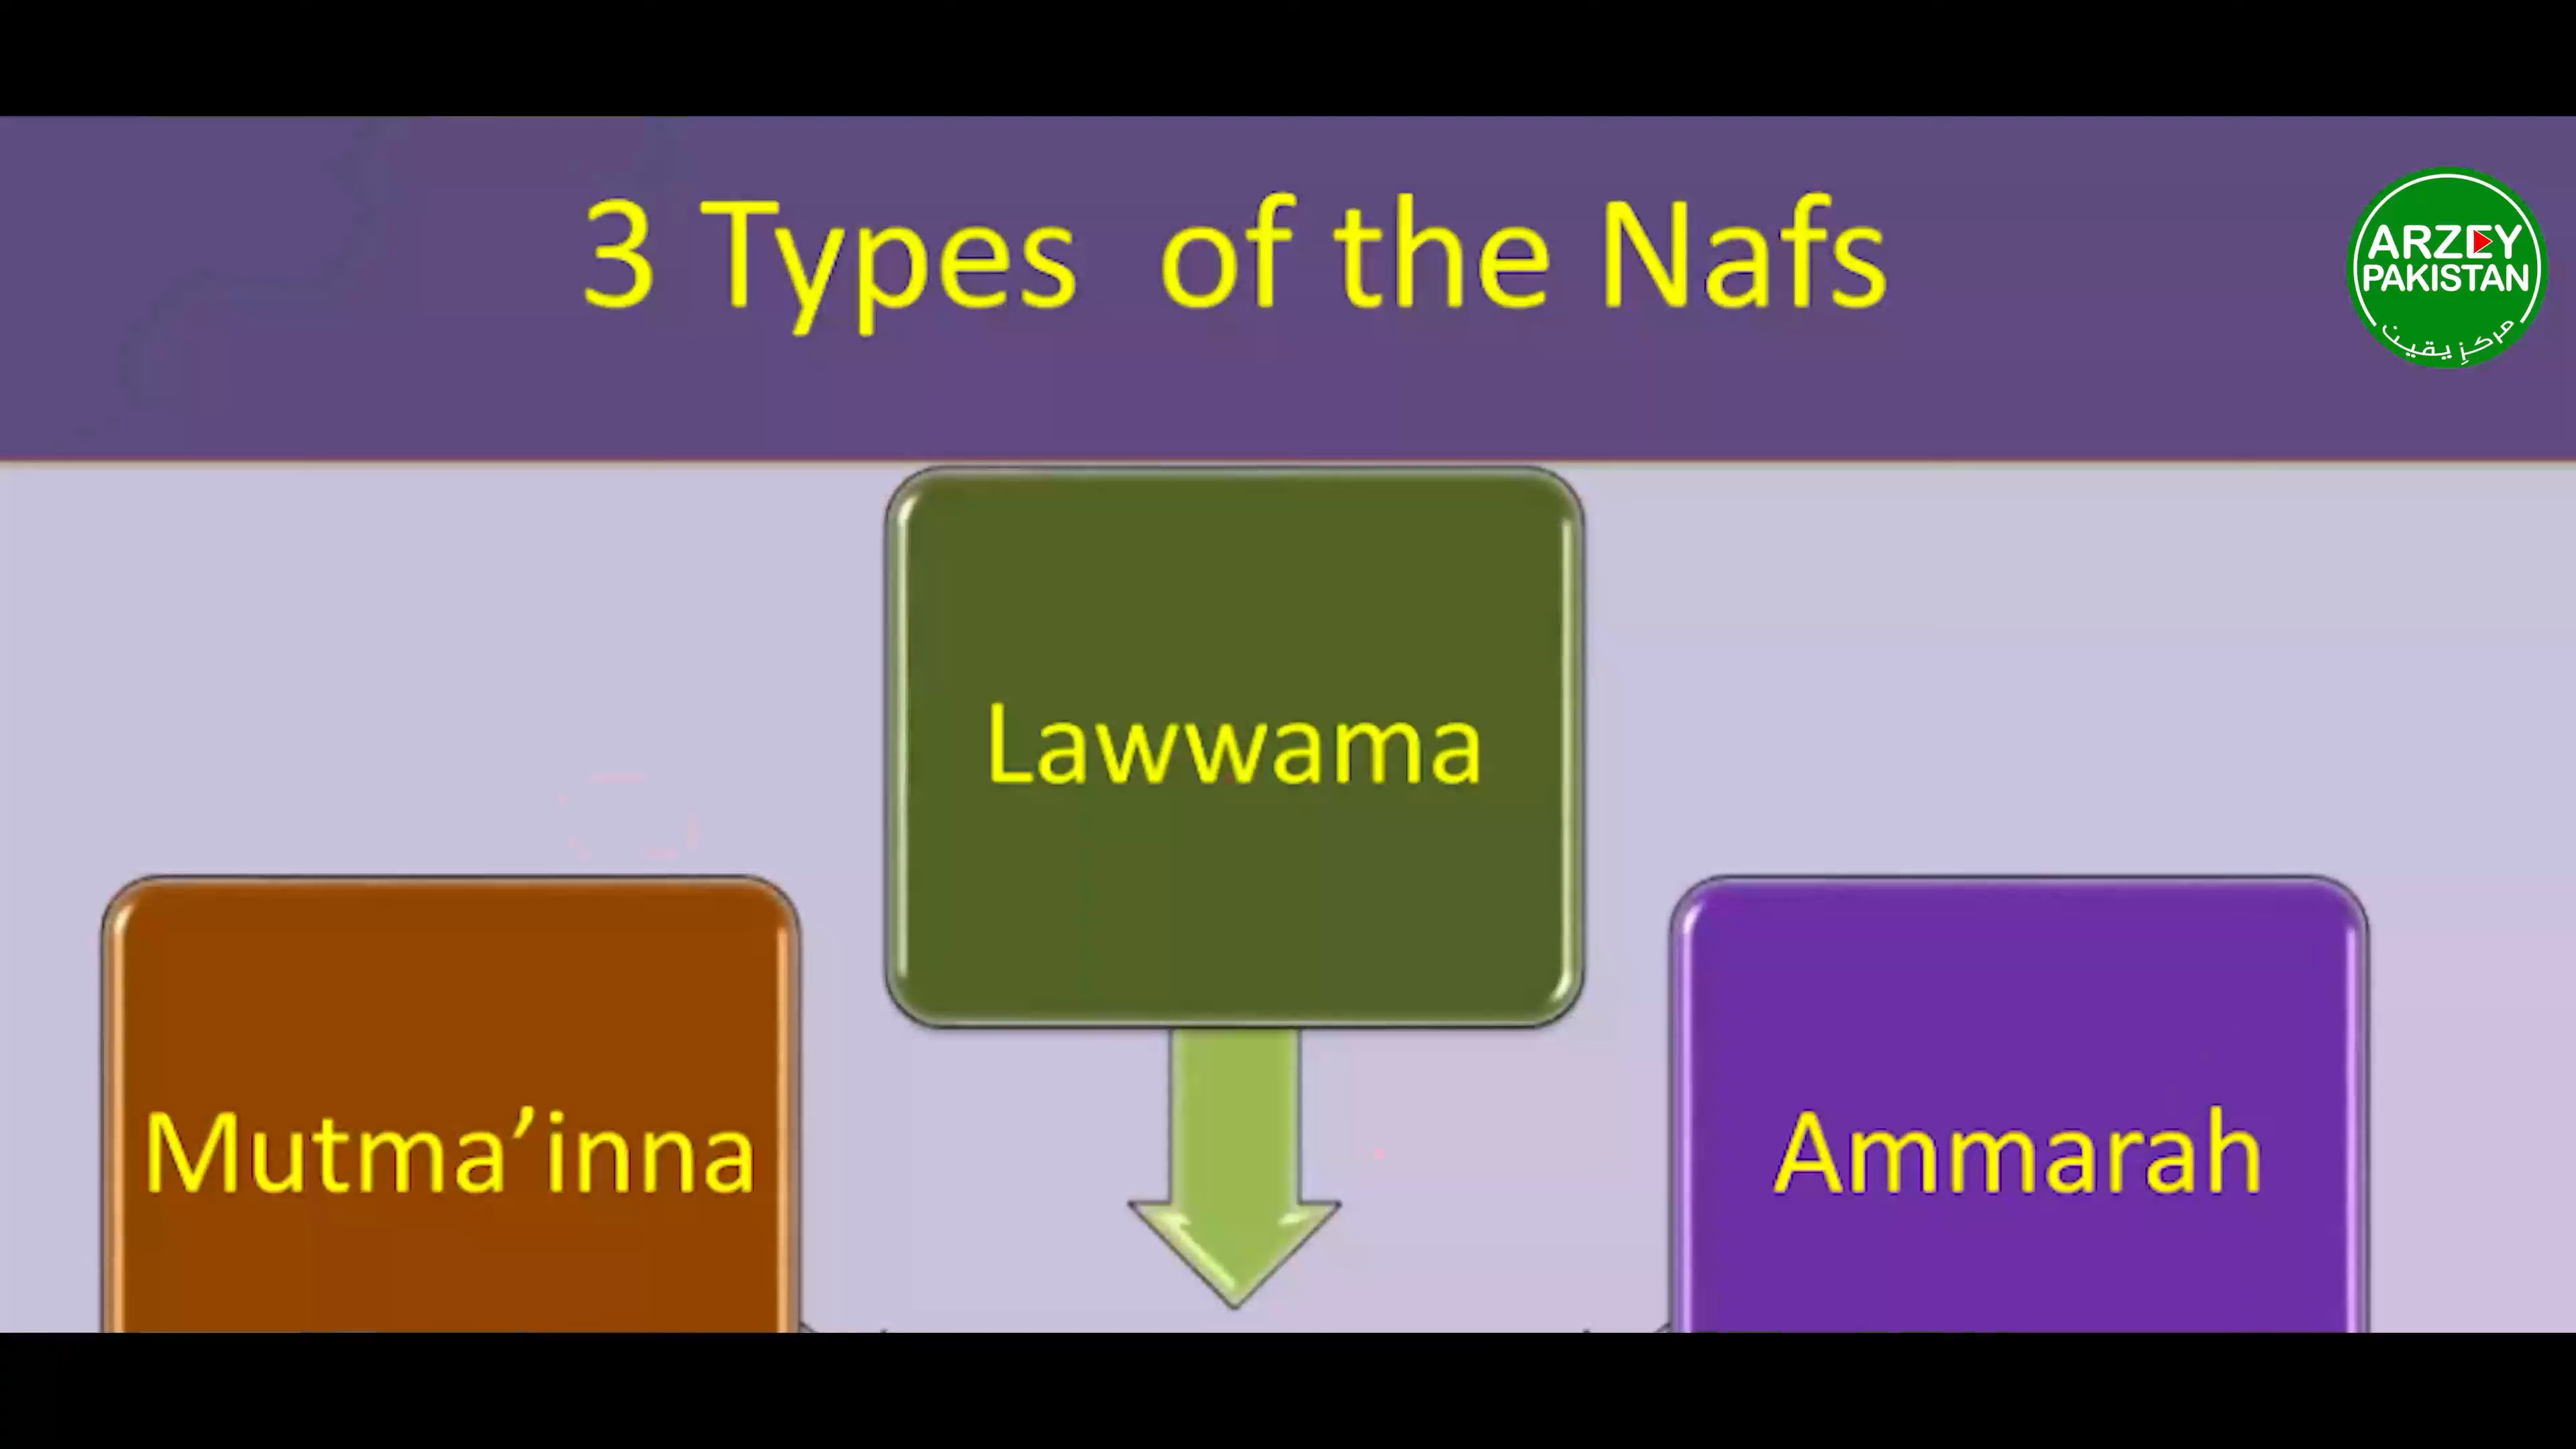 3 Types of the Nafs
ARZEY
PAKISTAN
مرکزِ یقین
Lawwama
Mutma’inna
Ammarah